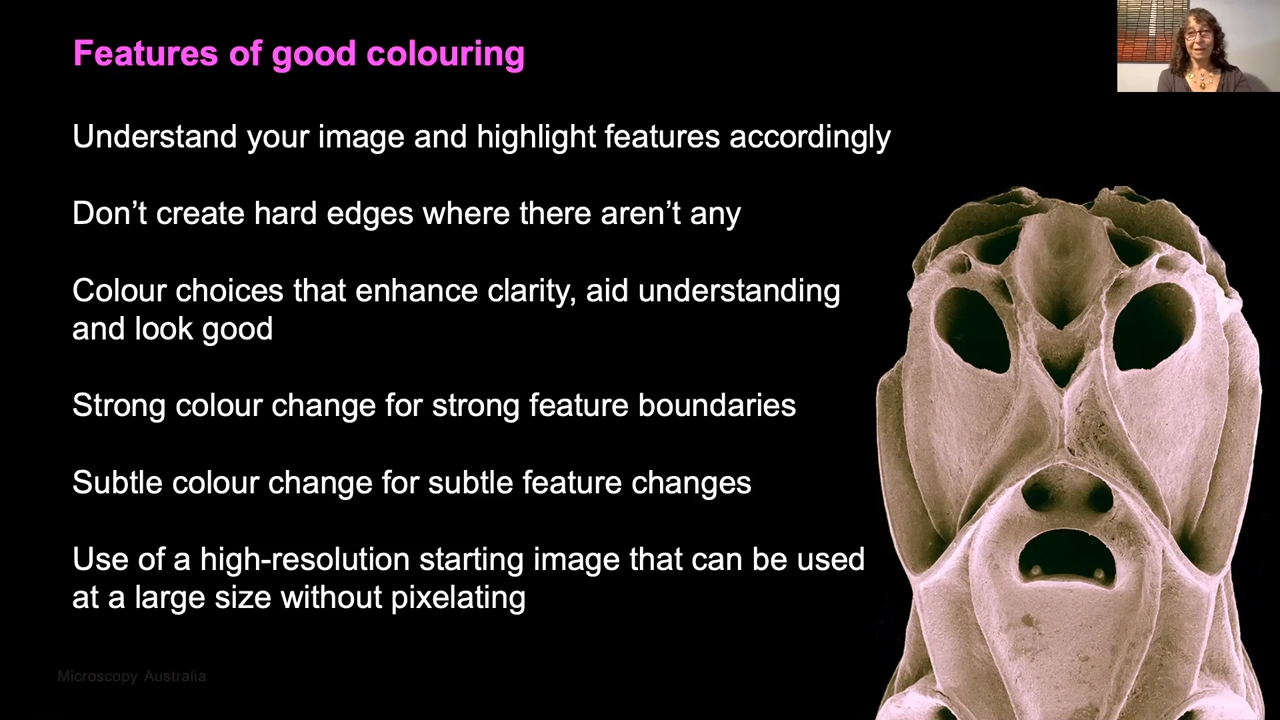 Features of good colouring
Understand your image and highlight features accordingly
Don’t create hard edges where there aren’t any
Colour choices that enhance clarity, aid understanding
and look good
Strong colour change for strong feature boundaries
Subtle colour change for subtle feature changes
Use of a high-resolution starting image that can be used
at a large size without pixelating
Microscopy Australia